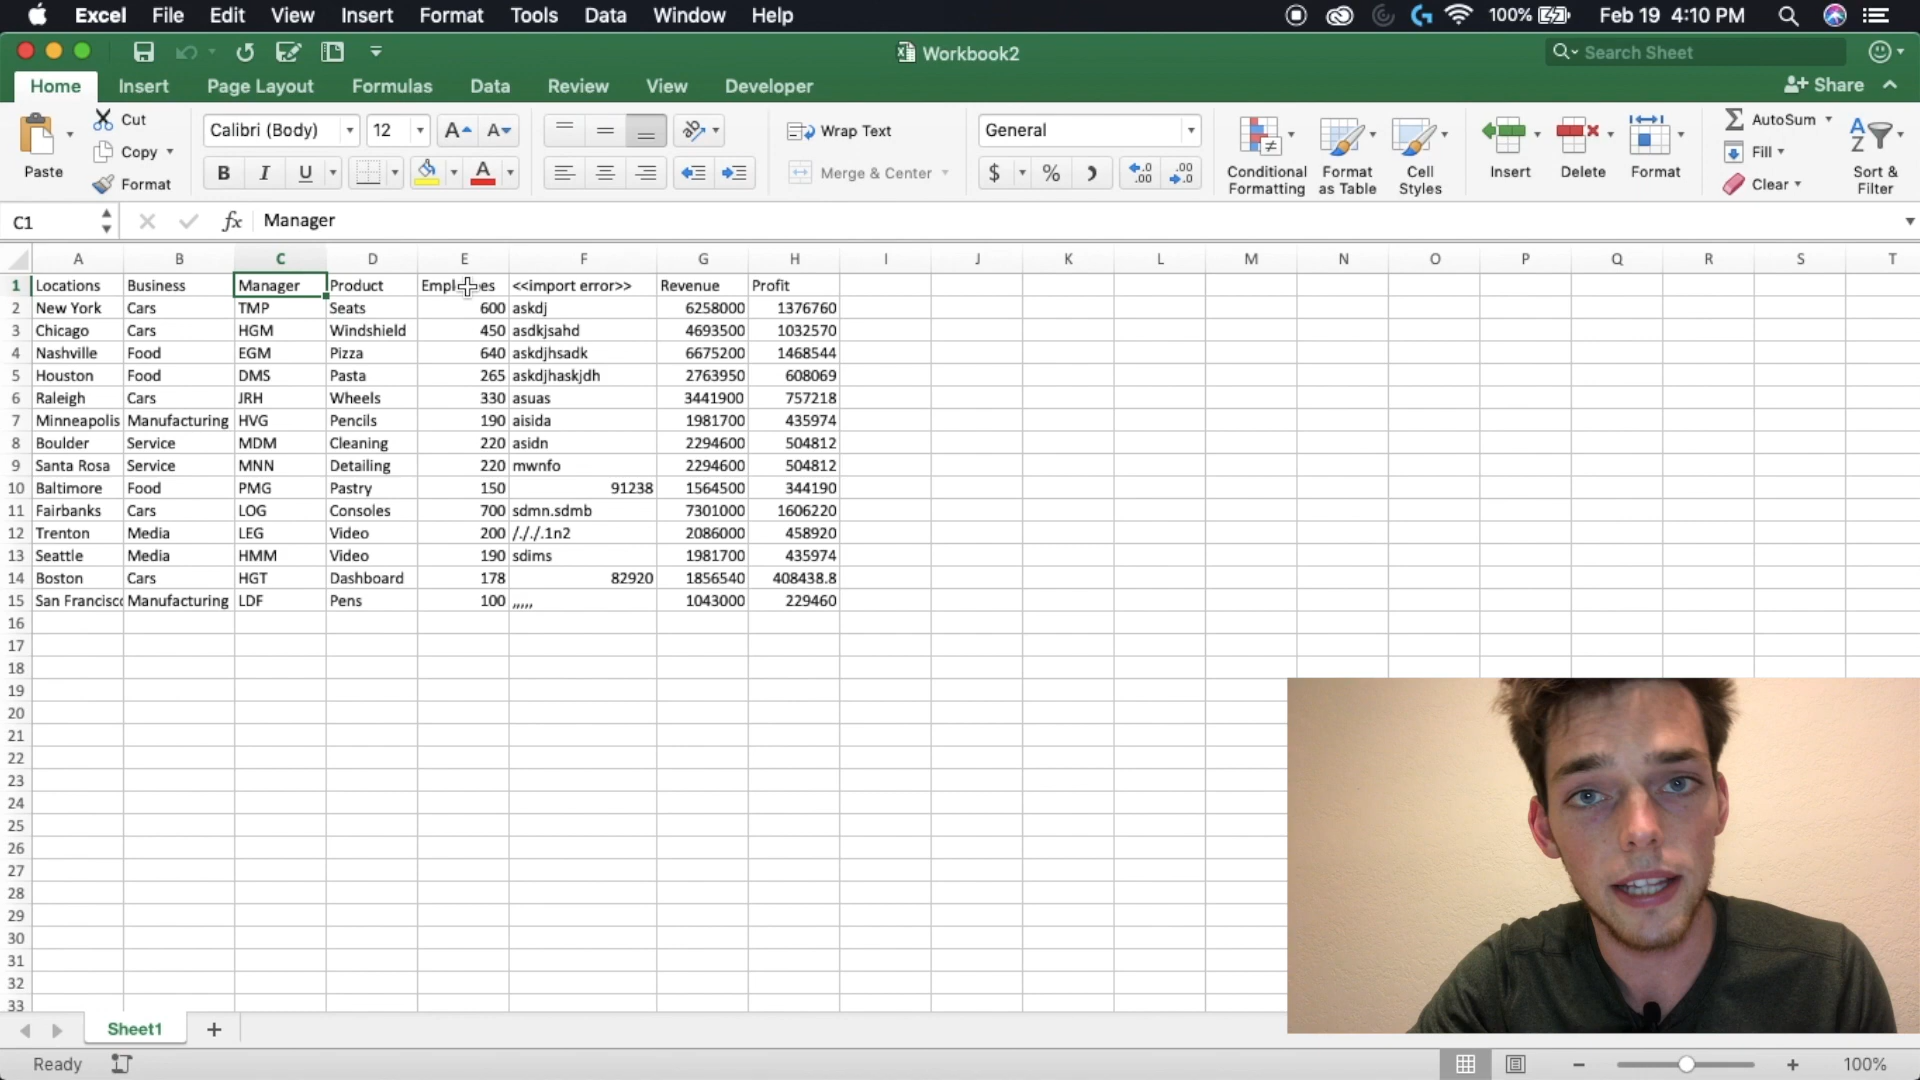 Excel File Edit View Insert Format Tools Data Window Help 100% Feb 19 4:10 PM
Workbook2
Search Sheet
Home Insert Page Layout Formulas Data Review View Developer Share
Paste
Cut
Copy
Format
Calibri (Body) 12 A A
B I U A
Wrap Text
Merge & Center
General
$ % .0 .00 .00 .0
Conditional Formatting
Format as Table
Cell Styles
Insert
Delete
Format
AutoSum
Fill
Clear
Sort & Filter
C1 fx Manager
A B C D E F G H I J K L M N O P Q R S T
1 Locations Business Manager Product Employees <<import error>> Revenue Profit
2 New York Cars TMP Seats 600 askdj 6258000 1376760
3 Chicago Cars HGM Windshield 450 asdkjsahd 4693500 1032570
4 Nashville Food EGM Pizza 640 askdjhsadk 6675200 1468544
5 Houston Food DMS Pasta 265 askdjhaskjdh 2763950 608069
6 Raleigh Cars JRH Wheels 330 asuas 3441900 757218
7 Minneapolis Manufacturing HVG Pencils 190 aisida 1981700 435974
8 Boulder Service MDM Cleaning 220 asidn 2294600 504812
9 Santa Rosa Service MNN Detailing 220 mwnfo 2294600 504812
10 Baltimore Food PMG Pastry 150 91238 1564500 344190
11 Fairbanks Cars LOG Consoles 700 sdmn.sdmb 7301000 1606220
12 Trenton Media LEG Video 200 /./././.1n2 2086000 458920
13 Seattle Media HMM Video 190 sdims 1981700 435974
14 Boston Cars HGT Dashboard 178 82920 1856540 408438.8
15 San Francisc Manufacturing LDF Pens 100 ,,,,, 1043000 229460
16
17
18
19
20
21
22
23
24
25
26
27
28
29
30
31
32
33
Sheet1
Ready 100%